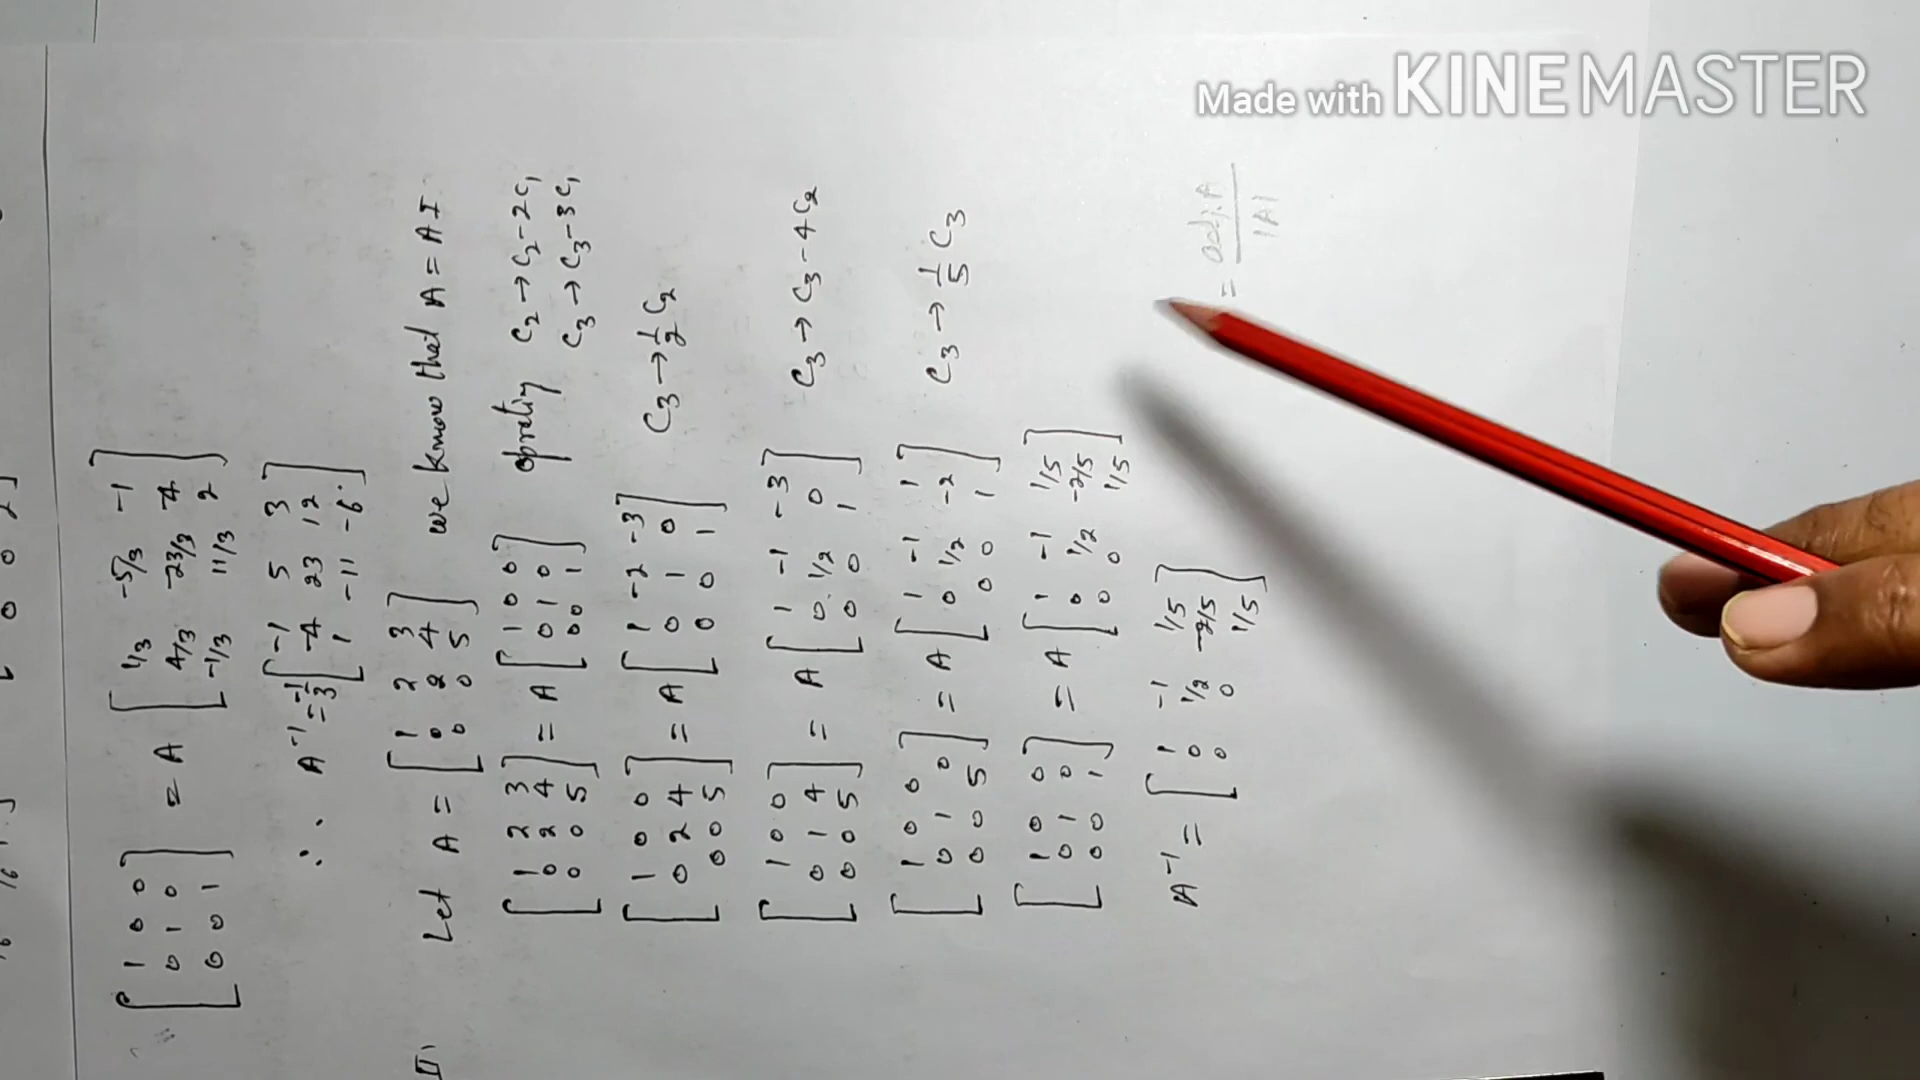 Made with KINEMASTER
[1 0 0
0 1 0
0 0 1] = A [1/3 -5/3 -1
4/3 -23/3 -4
-1/3 11/3 2]
∴ A⁻¹ = -1/3 [-1 5 3
-4 23 12
1 -11 -6]
II) Let A = [1 2 3
0 2 4
0 0 5] we know that A = AI
[1 2 3
0 2 4
0 0 5] = A [1 0 0
0 1 0
0 0 1] C₂ → C₂ - 2C₁
C₃ → C₃ - 3C₁
[1 0 0
0 2 4
0 0 5] = A [1 -2 -3
0 1 0
0 0 1] C₃ → 1/2 C₂
[1 0 0
0 1 4
0 0 5] = A [1 -1 -3
0 1/2 0
0 0 1] C₃ → C₃ - 4C₂
[1 0 0
0 1 0
0 0 5] = A [1 -1 1
0 1/2 -2
0 0 1] C₃ → 1/5 C₃
[1 0 0
0 1 0
0 0 1] = A [1 -1 1/5
0 1/2 -2/5
0 0 1/5]
A⁻¹ = [1 -1 1/5
0 1/2 -2/5
0 0 1/5]
= adj.A
|A|